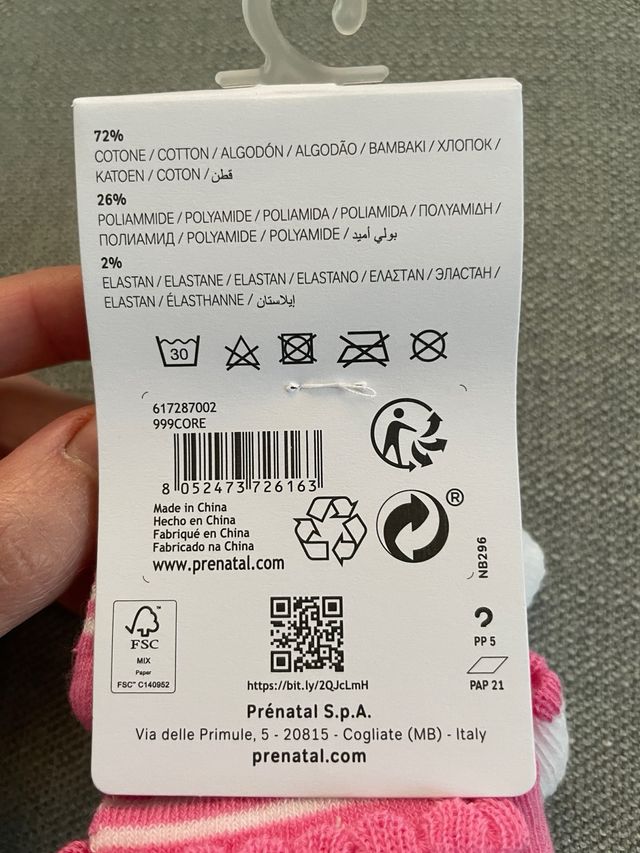 72%
COTONE / COTTON / ALGODÓN / ALGODÃO / BAMBAKI / ХЛОПОК /
KATOEN / COTON / قطن
26%
POLIAMMIDE / POLYAMIDE / POLIAMIDA / POLIAMIDA / ΠΟΛΥΑΜΙΔΗ /
ПОЛИАМИД / POLYAMIDE / POLYAMIDE / بولي أميد
2%
ELASTAN / ELASTANE / ELASTAN / ELASTANO / ΕΛΑΣΤΑΝ / ЭЛАСТАН /
ELASTAN / ÉLASTHANNE / إيلاستان
30
617287002
999CORE
8 052473 726163
Made in China
Hecho en China
Fabriqué en China
Fabricado na China
www.prenatal.com
®
NB296
FSC
MIX
Paper
FSC™ C140952
https://bit.ly/2QJcLmH
PP 5
PAP 21
Prénatal S.p.A.
Via delle Primule, 5 - 20815 - Cogliate (MB) - Italy
prenatal.com